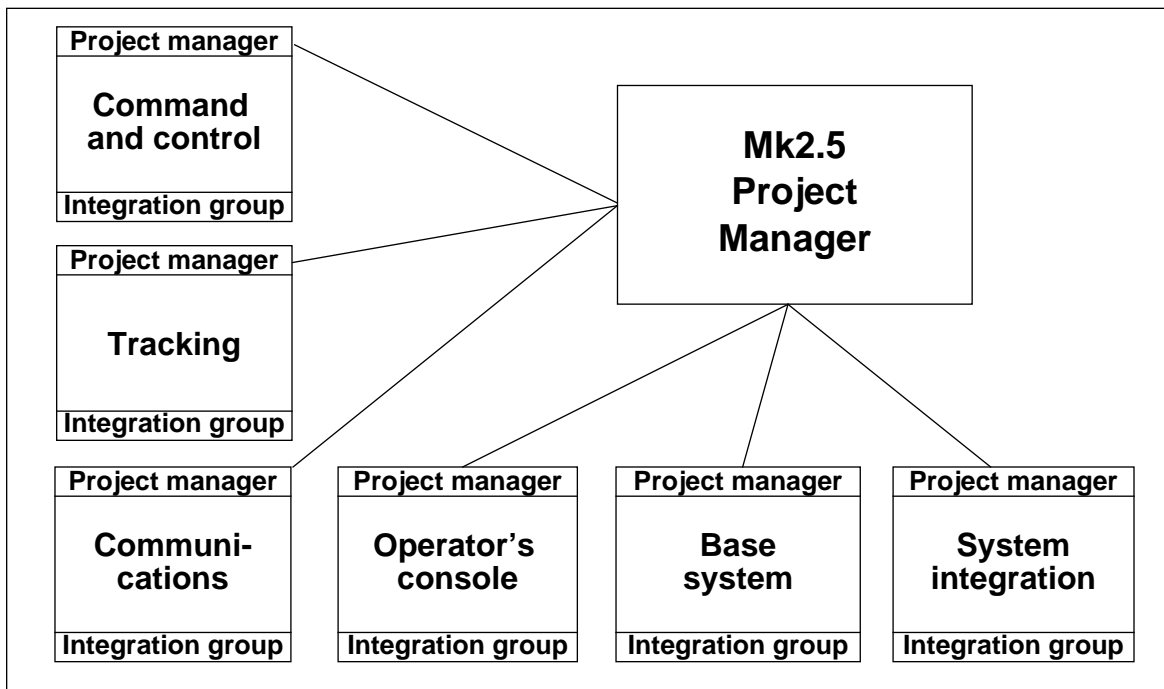 Project manager
Command
and control
Integration group
Mk2.5
Project
Manager
Project manager
Tracking
Integration group
Project manager
Communi-
cations
Integration group
Project manager
Operator’s
console
Integration group
Project manager
Base
system
Integration group
Project manager
System
integration
Integration group